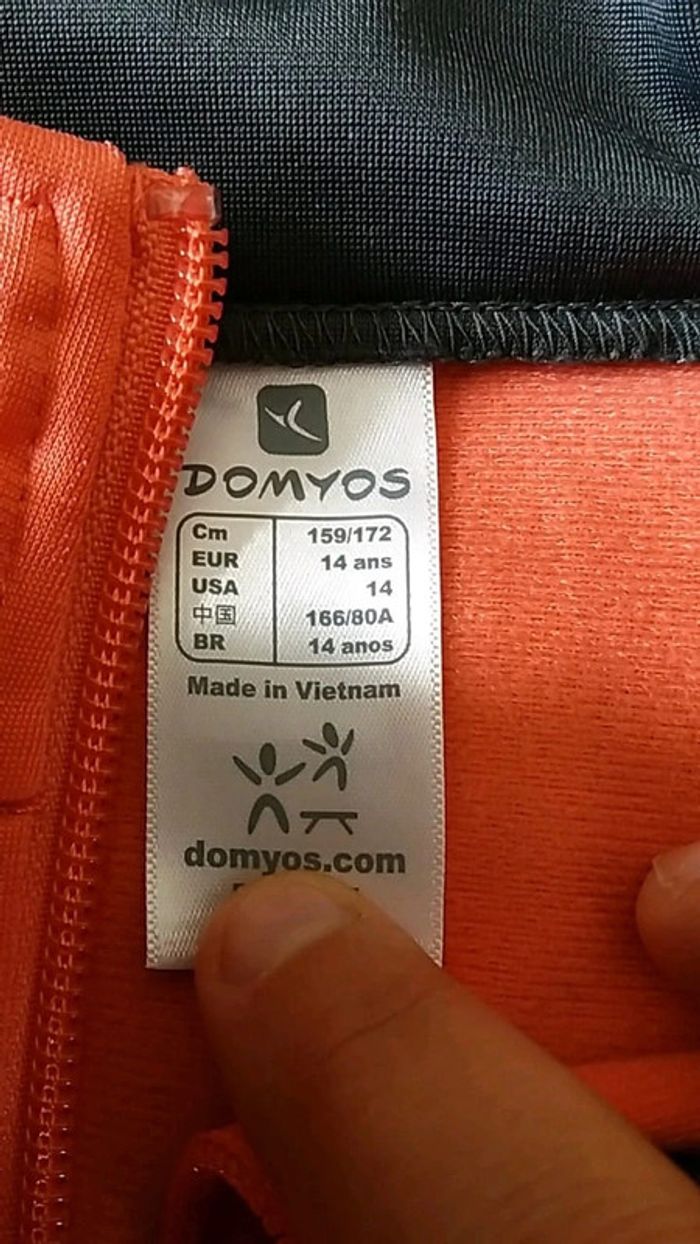 DOMYOS
Cm 159/172
EUR 14 ans
USA 14
中国 166/80A
BR 14 anos
Made in Vietnam
domyos.com